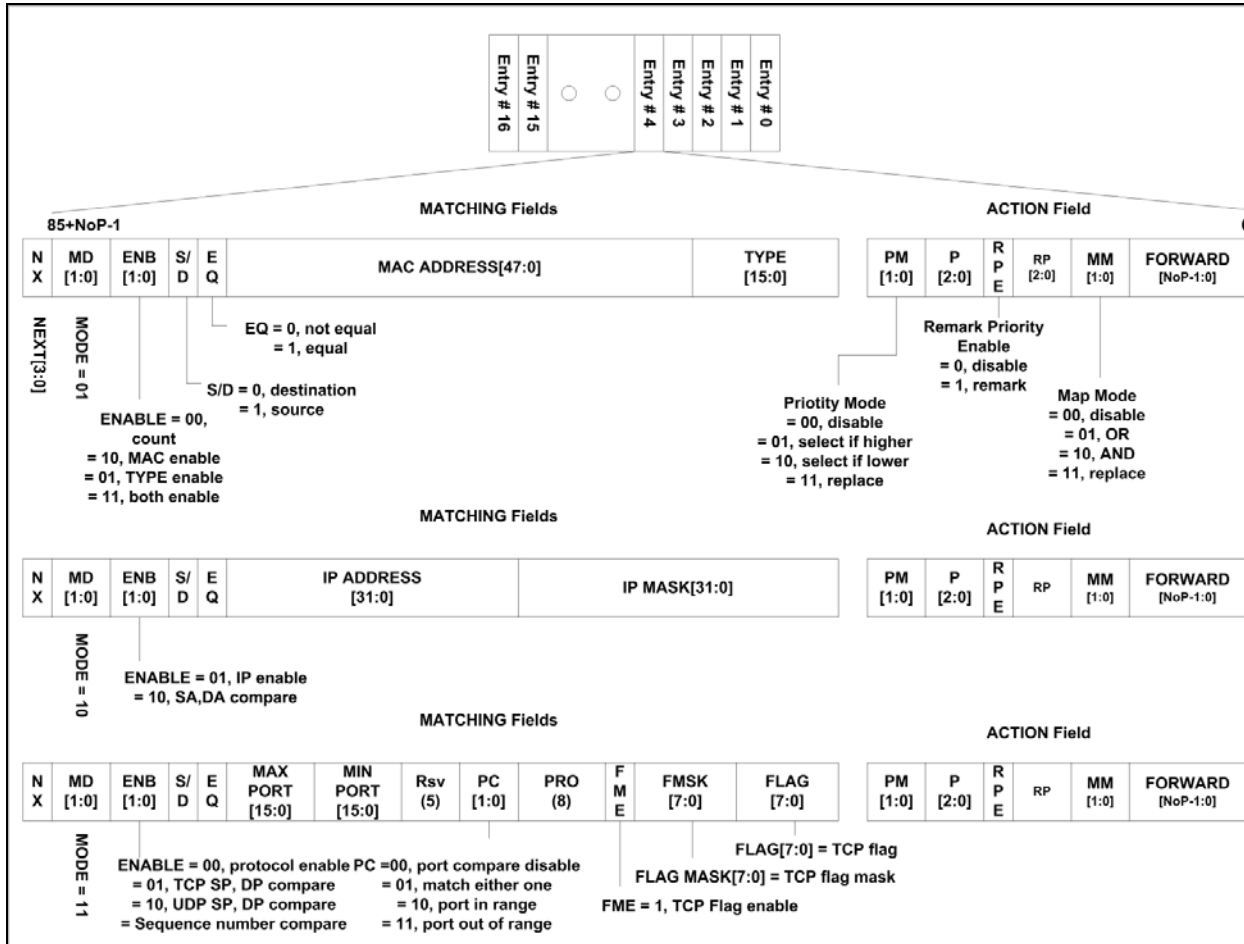 Entry # 16
Entry # 15
Entry # 4
Entry # 3
Entry # 2
Entry # 1
Entry # 0
MATCHING Fields
ACTION Field
85+NoP-1
N X
MD [1:0]
ENB [1:0]
S/ D
E Q
MAC ADDRESS[47:0]
TYPE [15:0]
PM [1:0]
P [2:0]
R P E
RP [2:0]
MM [1:0]
FORWARD [NoP-1:0]
NEXT[3:0]
MODE = 01
EQ = 0, not equal
= 1, equal
S/D = 0, destination
= 1, source
ENABLE = 00,
count
= 10, MAC enable
= 01, TYPE enable
= 11, both enable
Remark Priority
Enable
= 0, disable
= 1, remark
Priotity Mode
= 00, disable
= 01, select if higher
= 10, select if lower
= 11, replace
Map Mode
= 00, disable
= 01, OR
= 10, AND
= 11, replace
MATCHING Fields
ACTION Field
N X
MD [1:0]
ENB [1:0]
S/ D
E Q
IP ADDRESS [31:0]
IP MASK[31:0]
PM [1:0]
P [2:0]
R P E
RP
MM [1:0]
FORWARD [NoP-1:0]
MODE = 10
ENABLE = 01, IP enable
= 10, SA,DA compare
MATCHING Fields
ACTION Field
N X
MD [1:0]
ENB [1:0]
S/ D
E Q
MAX PORT [15:0]
MIN PORT [15:0]
Rsv (5)
PC [1:0]
PRO (8)
F M E
FMSK [7:0]
FLAG [7:0]
PM [1:0]
P [2:0]
R P E
RP
MM [1:0]
FORWARD [NoP-1:0]
MODE = 11
ENABLE = 00, protocol enable
= 01, TCP SP, DP compare
= 10, UDP SP, DP compare
= Sequence number compare
PC =00, port compare disable
= 01, match either one
= 10, port in range
= 11, port out of range
FLAG[7:0] = TCP flag
FLAG MASK[7:0] = TCP flag mask
FME = 1, TCP Flag enable